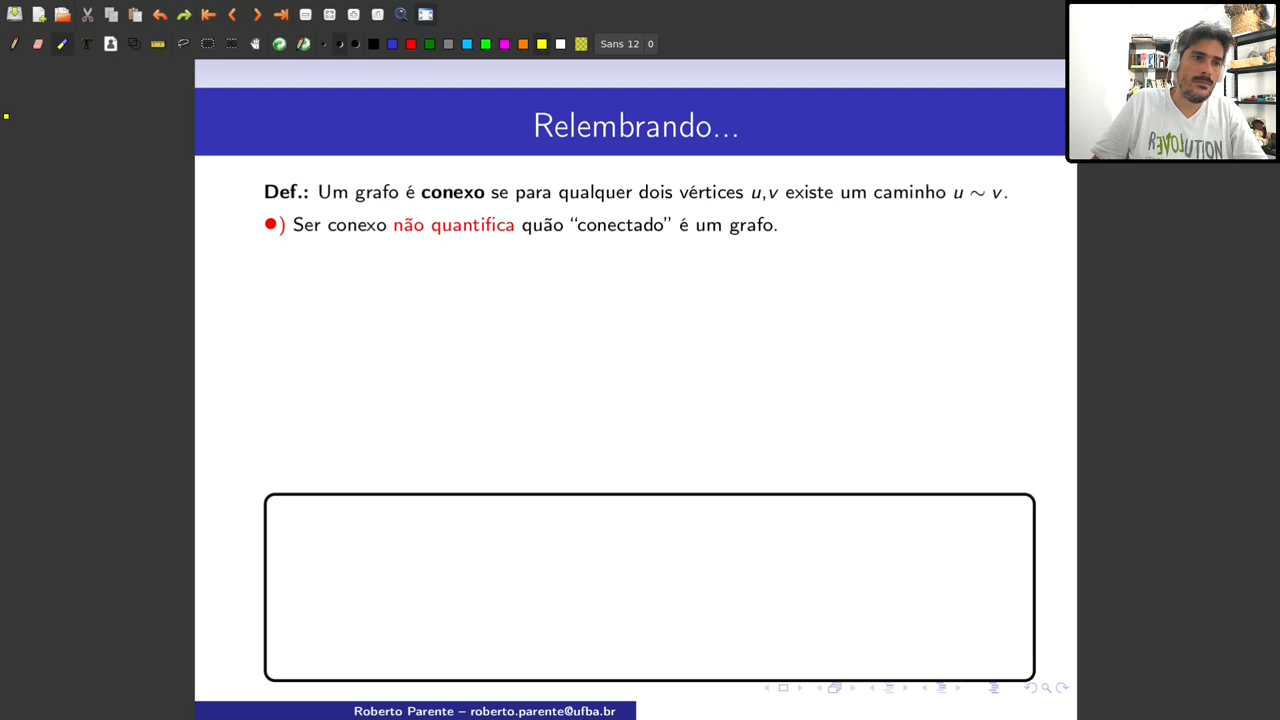 Sans 12 0
Relembrando...
Def.: Um grafo é conexo se para qualquer dois vértices u,v existe um caminho u ∼ v.
●) Ser conexo não quantifica quão “conectado” é um grafo.
Roberto Parente – roberto.parente@ufba.br